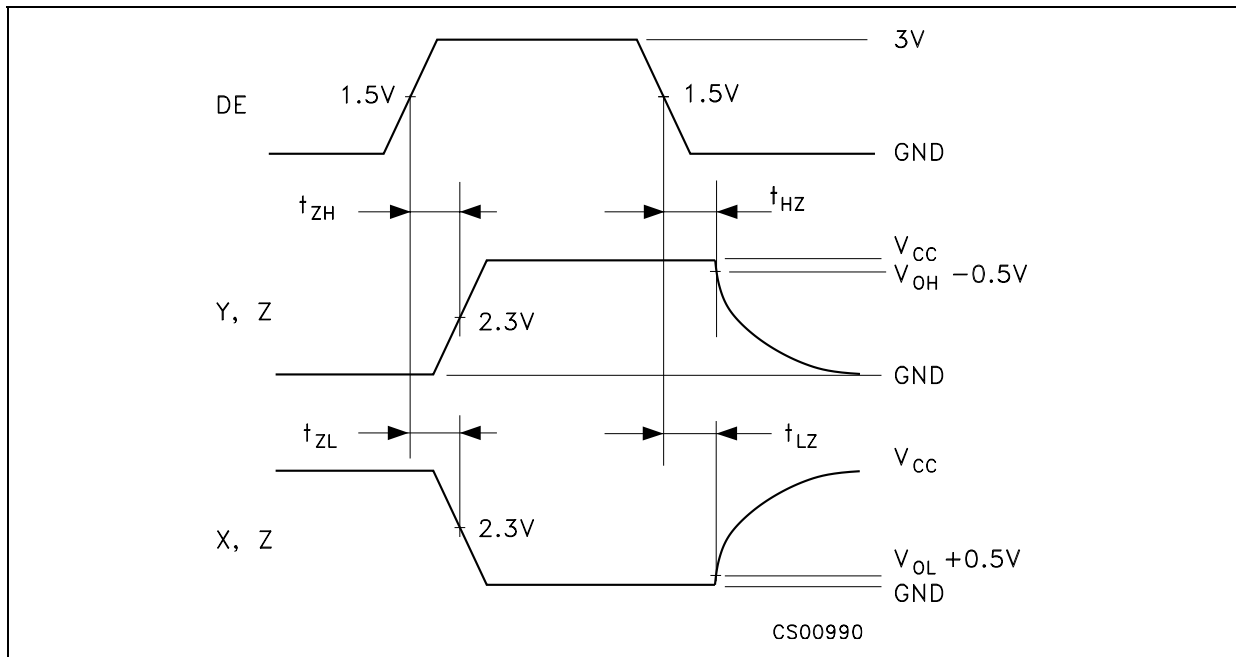 3V
1.5V
1.5V
DE
GND
tZH
tHZ
VCC
VOH -0.5V
Y, Z
2.3V
GND
tZL
tLZ
VCC
2.3V
X, Z
VOL +0.5V
GND
CS00990